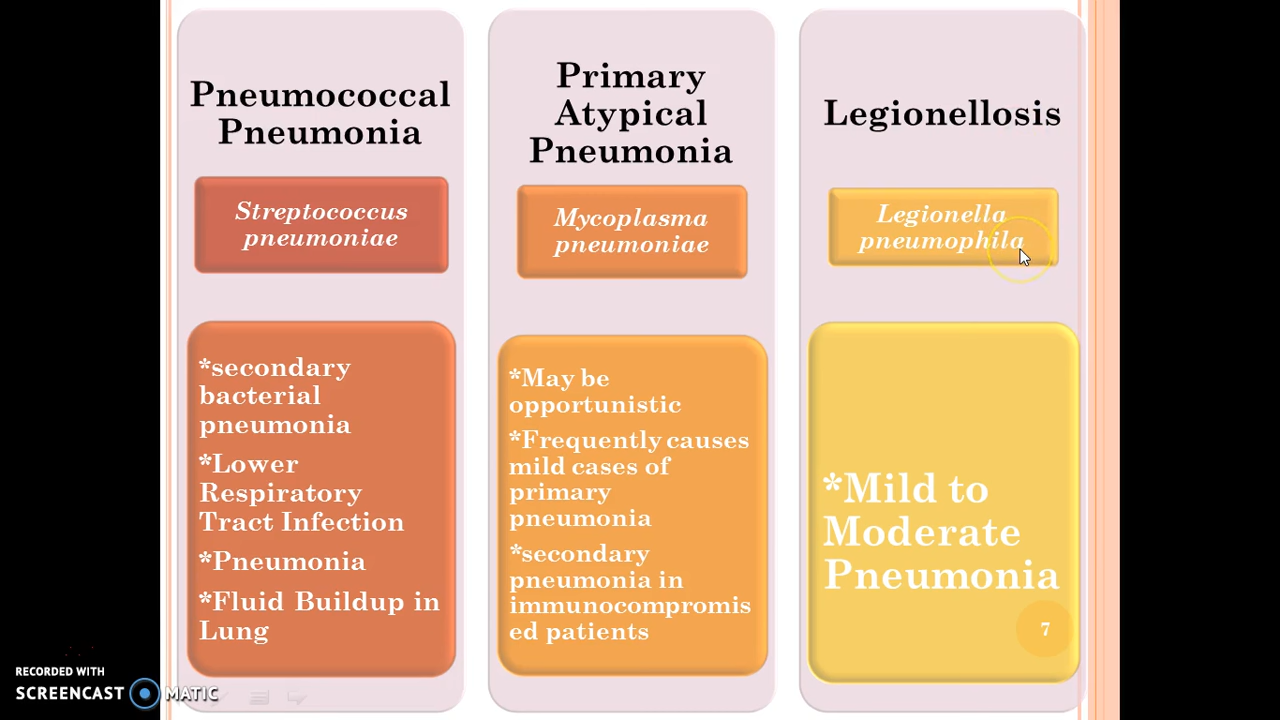 Pneumococcal
Pneumonia
Streptococcus
pneumoniae
*secondary
bacterial
pneumonia
*Lower
Respiratory
Tract Infection
*Pneumonia
*Fluid Buildup in
Lung
Primary
Atypical
Pneumonia
Mycoplasma
pneumoniae
*May be
opportunistic
*Frequently causes
mild cases of
primary
pneumonia
*secondary
pneumonia in
immunocompromis
ed patients
Legionellosis
Legionella
pneumophila
*Mild to
Moderate
Pneumonia
7
RECORDED WITH
SCREENCAST MATIC